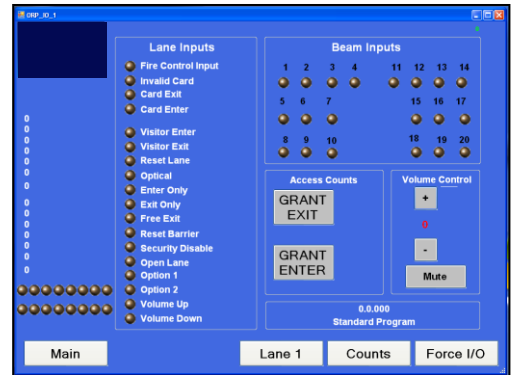 ORP_IO_1
Lane Inputs
Fire Control Input
Invalid Card
Card Exit
Card Enter
Visitor Enter
Visitor Exit
Reset Lane
Optical
Enter Only
Exit Only
Free Exit
Reset Barrier
Security Disable
Open Lane
Option 1
Option 2
Volume Up
Volume Down
0
0
0
0
0
0
0
0
0
0
0
0
Beam Inputs
1 2 3 4 11 12 13 14
5 6 7 15 16 17
8 9 10 18 19 20
Access Counts
GRANT
EXIT
GRANT
ENTER
Volume Control
+
0
-
Mute
0.0.000
Standard Program
Main
Lane 1
Counts
Force I/O